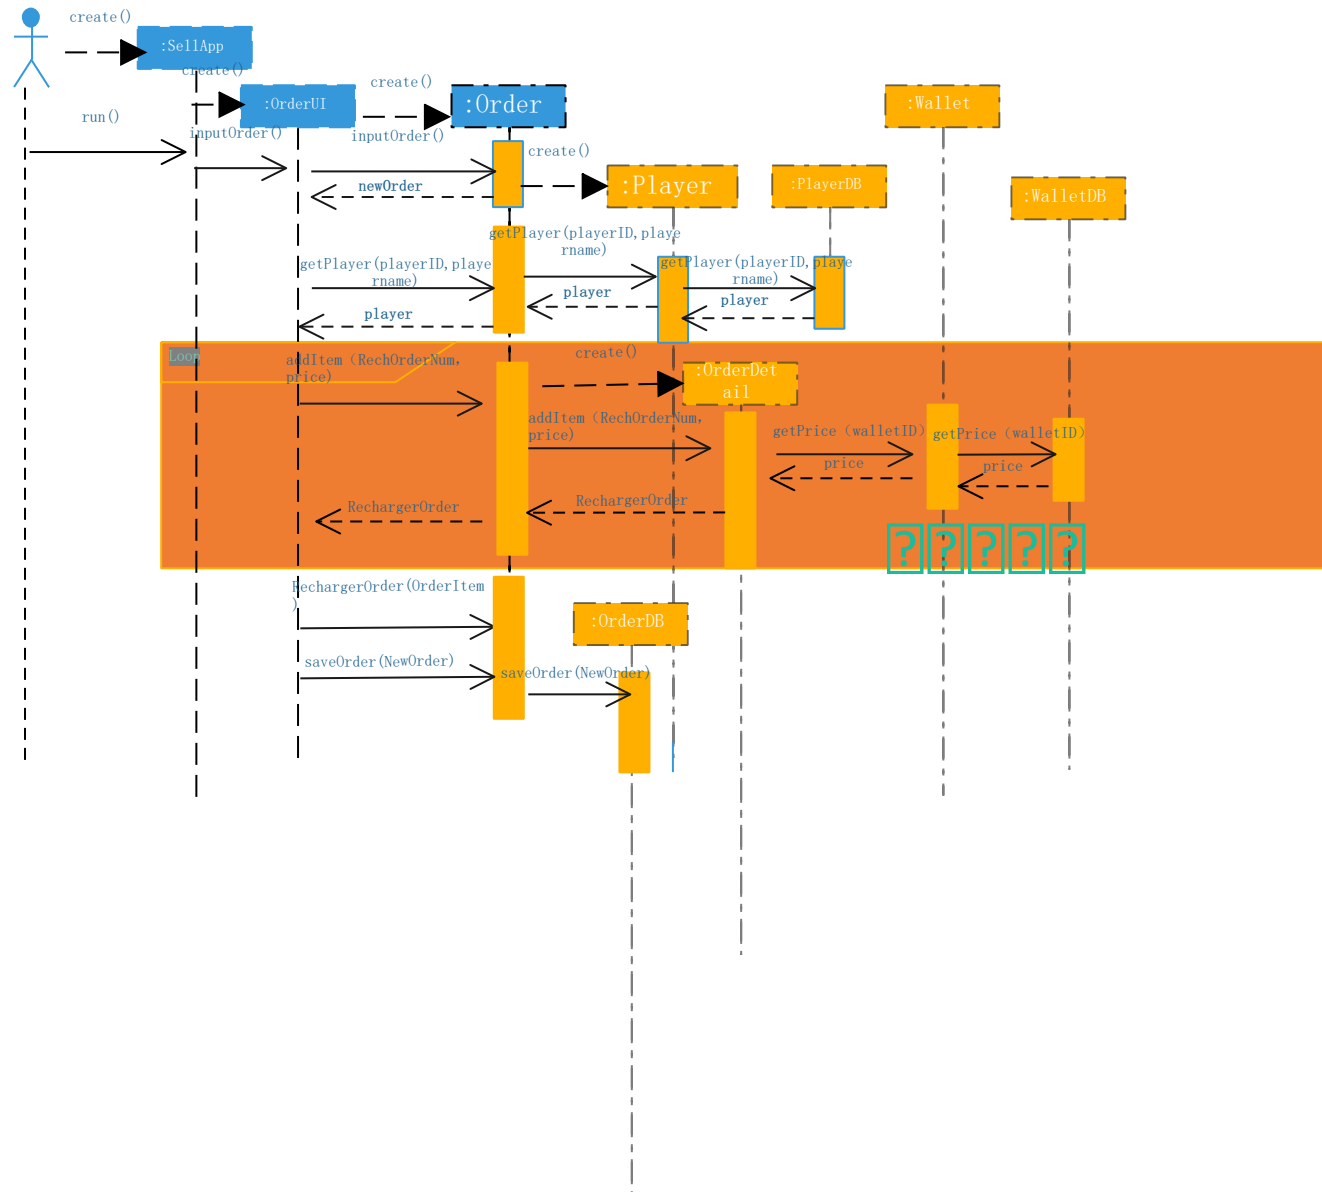 create()
:SellApp
create()
create()
:OrderUI
:Order
:Wallet
run()
inputOrder()
inputOrder()
create()
newOrder
:Player
:PlayerDB
:WalletDB
getPlayer(playerID,playe
rname)
getPlayer(playerID,playe
rname)
getPlayer(playerID,playe
rname)
player
player
player
Loop
create()
addItem（RechOrderNum,
price)
:OrderDet
ail
addItem（RechOrderNum,
price)
getPrice（walletID）
getPrice（walletID）
price
price
RechargerOrder
RechargerOrder
RechargerOrder(OrderItem
)
:OrderDB
saveOrder(NewOrder)
saveOrder(NewOrder)